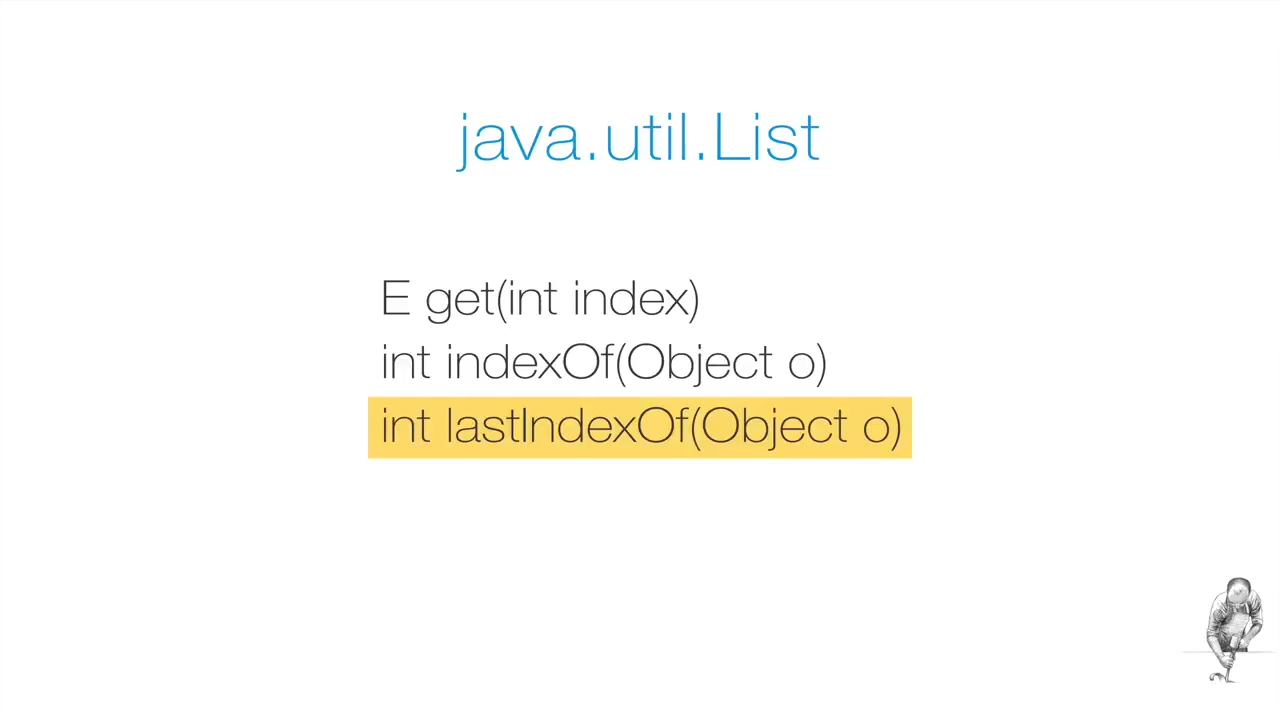 java.util.List
E get(int index)
int indexOf(Object o)
int lastIndexOf(Object o)